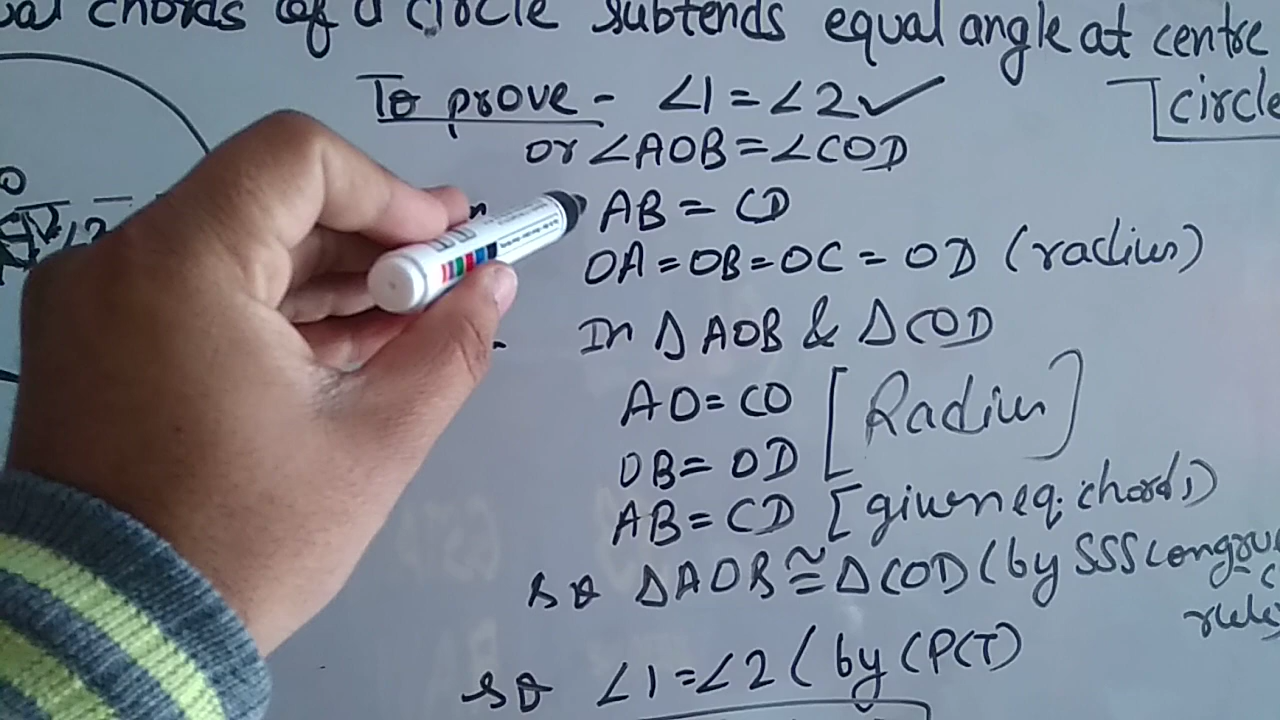 chords of a circle subtends equal angle at centre
To prove - ∠1 = ∠2 ✓
circle
or ∠AOB = ∠COD
O
AB = CD
OA = OB = OC = OD (radius)
In △AOB & △COD
AO = CO [Radius]
OB = OD
AB = CD [given eq. chords)
so △AOB ≅ △COD (by SSS congru
rule
so ∠1 = ∠2 (by CPCT)